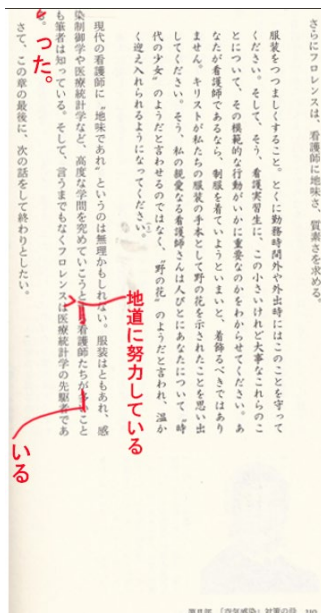 さらにフロレンスは、看護師に地味さ、質素さを求める。
服装をつつましくすること。とくに勤務時間外や外出時にはこのことを守って
ください。そして、そう、看護実習生に、この小さいけれど大事なこれらのこ
とについて、その模範的な行動がいかに重要なのかをわからせてください。あ
なたが看護師であるなら、制服を着ていようといまいと、着飾るべきではあり
ません。キリストが私たちの服装の手本として野の花を示されたことを思い出
してください。そう、私の親愛なる看護師さんは人びとにあなたについて“時
代の少女”のようだと言わせるのではなく、“野の花”のようだと言われ、温か
く迎え入れられるようになってください。
現代の看護師に“地味であれ”というのは無理かもしれない。服装はともあれ、感
染制御学や医療統計学など、高度な学問を究めていこうと看護師たちが多いこと
地道に努力している
いる
も筆者は知っている。そして、言うまでもなくフロレンスは医療統計学の先駆者であ
った。
さて、この章の最後に、次の話をして終わりとしたい。